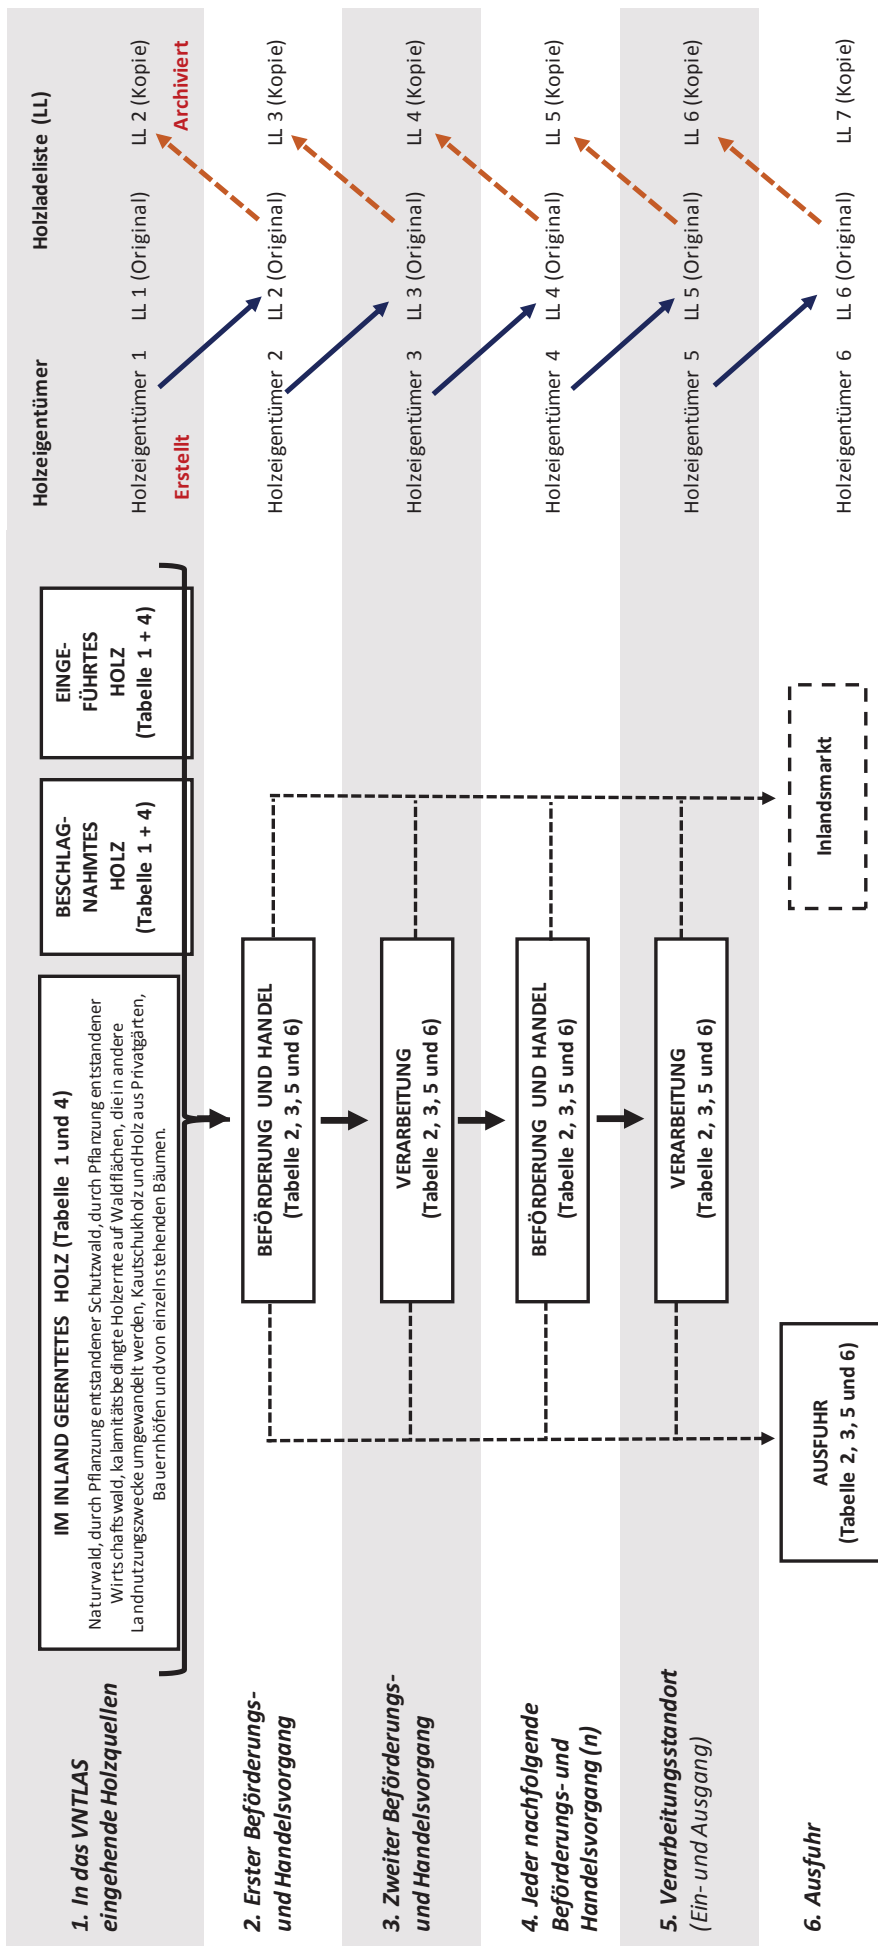 Holzeigentümer
Holzladeliste (LL)
1. In das VNTLAS
eingehende Holzquellen
IM INLAND GEERNTETES HOLZ (Tabelle 1 und 4)
Naturwald, durch Pflanzung entstandener Schutzwald, durch Pflanzung entstandener
Wirtschaftswald, kalamitätsbedingte Holzernte auf Waldflächen, die in andere
Landnutzungszwecke umgewandelt werden, Kautschukholz und Holz aus Privatgärten,
Bauernhöfen und von einzelnstehenden Bäumen.
BESCHLAG-
NAHMTES
HOLZ
(Tabelle 1 + 4)
EINGE-
FÜHRTES
HOLZ
(Tabelle 1 + 4)
Holzeigentümer 1
LL 1 (Original)
LL 2 (Kopie)
Erstellt
Archiviert
2. Erster Beförderungs-
und Handelsvorgang
BEFÖRDERUNG UND HANDEL
(Tabelle 2, 3, 5 und 6)
Holzeigentümer 2
LL 2 (Original)
LL 3 (Kopie)
3. Zweiter Beförderungs-
und Handelsvorgang
VERARBEITUNG
(Tabelle 2, 3, 5 und 6)
Holzeigentümer 3
LL 3 (Original)
LL 4 (Kopie)
4. Jeder nachfolgende
Beförderungs- und
Handelsvorgang (n)
BEFÖRDERUNG UND HANDEL
(Tabelle 2, 3, 5 und 6)
Holzeigentümer 4
LL 4 (Original)
LL 5 (Kopie)
5. Verarbeitungsstandort
(Ein- und Ausgang)
VERARBEITUNG
(Tabelle 2, 3, 5 und 6)
Holzeigentümer 5
LL 5 (Original)
LL 6 (Kopie)
6. Ausfuhr
AUSFUHR
(Tabelle 2, 3, 5 und 6)
Inlandsmarkt
Holzeigentümer 6
LL 6 (Original)
LL 7 (Kopie)